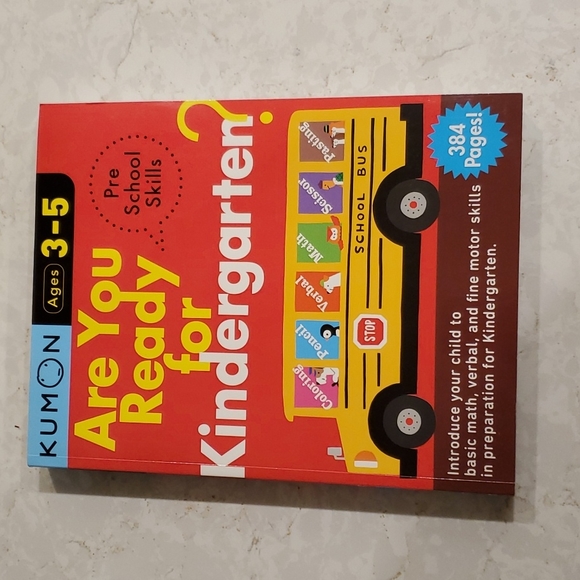 KUMON
Ages 3-5
Are You
Ready
for
Kindergarten?
Pre
School
Skills
Coloring
Pencil
Verbal
Math
Scissor
Pasting
SCHOOL BUS
STOP
384
Pages!
Introduce your child to
basic math, verbal, and fine motor skills
in preparation for Kindergarten.